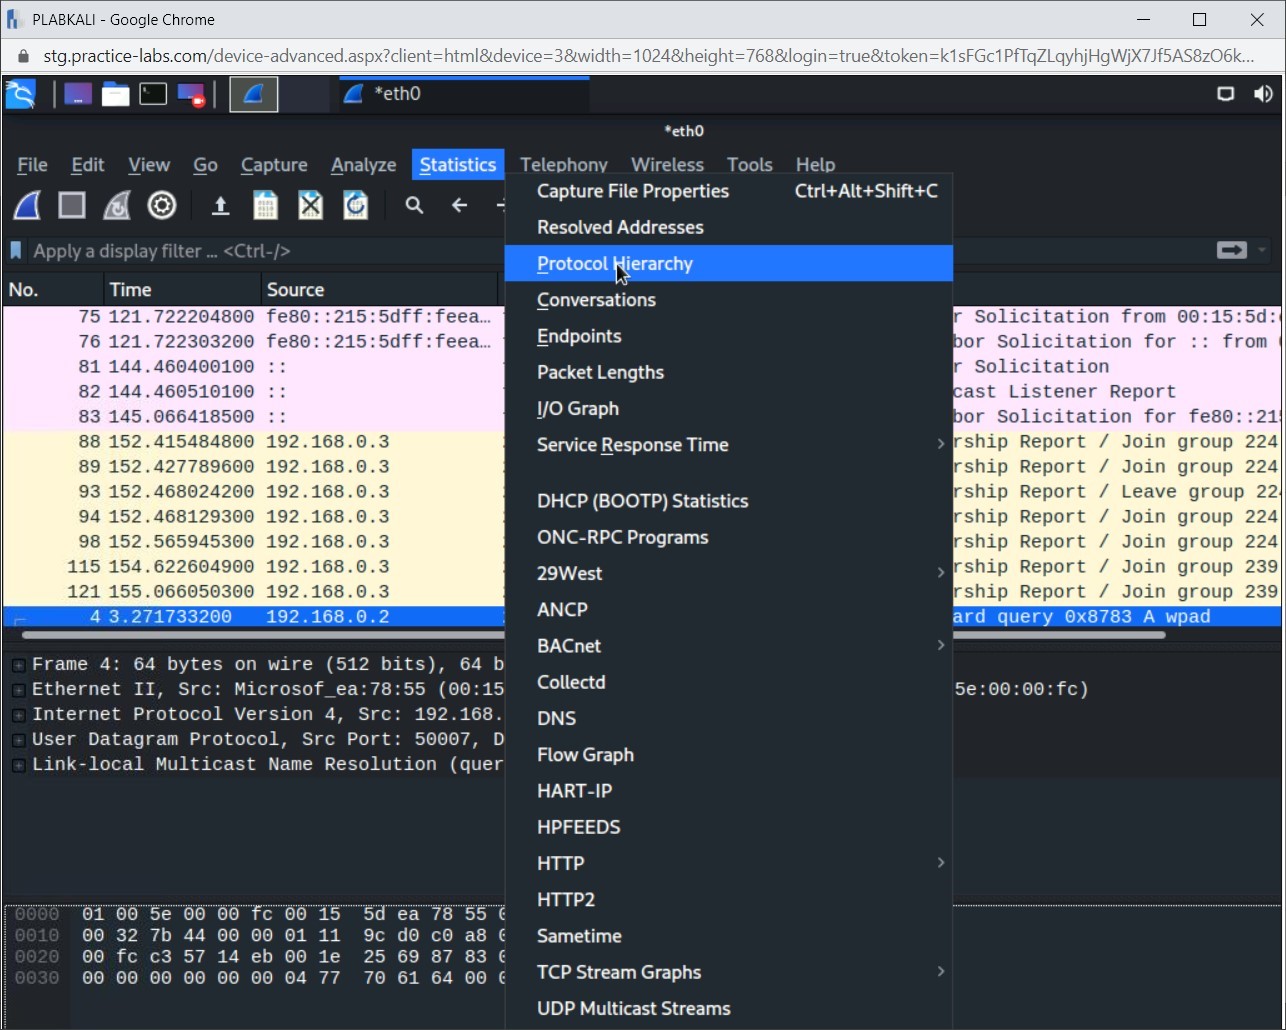 PLABKALI - Google Chrome
stg.practice-labs.com/device-advanced.aspx?client=html&device=3&width=1024&height=768&login=true&token=k1sFGc1PfTqZLqyhjHgWjX7Jf5AS8zO6k...
*eth0
*eth0
File Edit View Go Capture Analyze Statistics Telephony Wireless Tools Help
Capture File Properties Ctrl+Alt+Shift+C
Resolved Addresses
Apply a display filter ... <Ctrl-/>
Protocol Hierarchy
No. Time Source
Conversations
75 121.722204800 fe80::215:5dff:feea… r Solicitation from 00:15:5d:
Endpoints
76 121.722303200 fe80::215:5dff:feea… bor Solicitation for :: from
81 144.460400100 :: r Solicitation
Packet Lengths
82 144.460510100 :: cast Listener Report
I/O Graph
83 145.066418500 :: bor Solicitation for fe80::21
Service Response Time
88 152.415484800 192.168.0.3 rship Report / Join group 224
89 152.427789600 192.168.0.3 rship Report / Join group 224
93 152.468024200 192.168.0.3 rship Report / Leave group 22
DHCP (BOOTP) Statistics
94 152.468129300 192.168.0.3 rship Report / Join group 224
ONC-RPC Programs
98 152.565945300 192.168.0.3 rship Report / Join group 224
29West
115 154.622604900 192.168.0.3 rship Report / Join group 239
121 155.066050300 192.168.0.3 rship Report / Join group 239
ANCP
4 3.271733200 192.168.0.2 ard query 0x8783 A wpad
BACnet
Frame 4: 64 bytes on wire (512 bits), 64 b
Collectd
Ethernet II, Src: Microsof_ea:78:55 (00:15 5e:00:00:fc)
Internet Protocol Version 4, Src: 192.168.
DNS
User Datagram Protocol, Src Port: 50007, D
Flow Graph
Link-local Multicast Name Resolution (quer
HART-IP
HPFEEDS
HTTP
HTTP2
0000 01 00 5e 00 00 fc 00 15 5d ea 78 55
0010 00 32 7b 44 00 00 01 11 9c d0 c0 a8
Sametime
0020 00 fc c3 57 14 eb 00 1e 25 69 87 83
0030 00 00 00 00 00 00 04 77 70 61 64 00
TCP Stream Graphs
UDP Multicast Streams